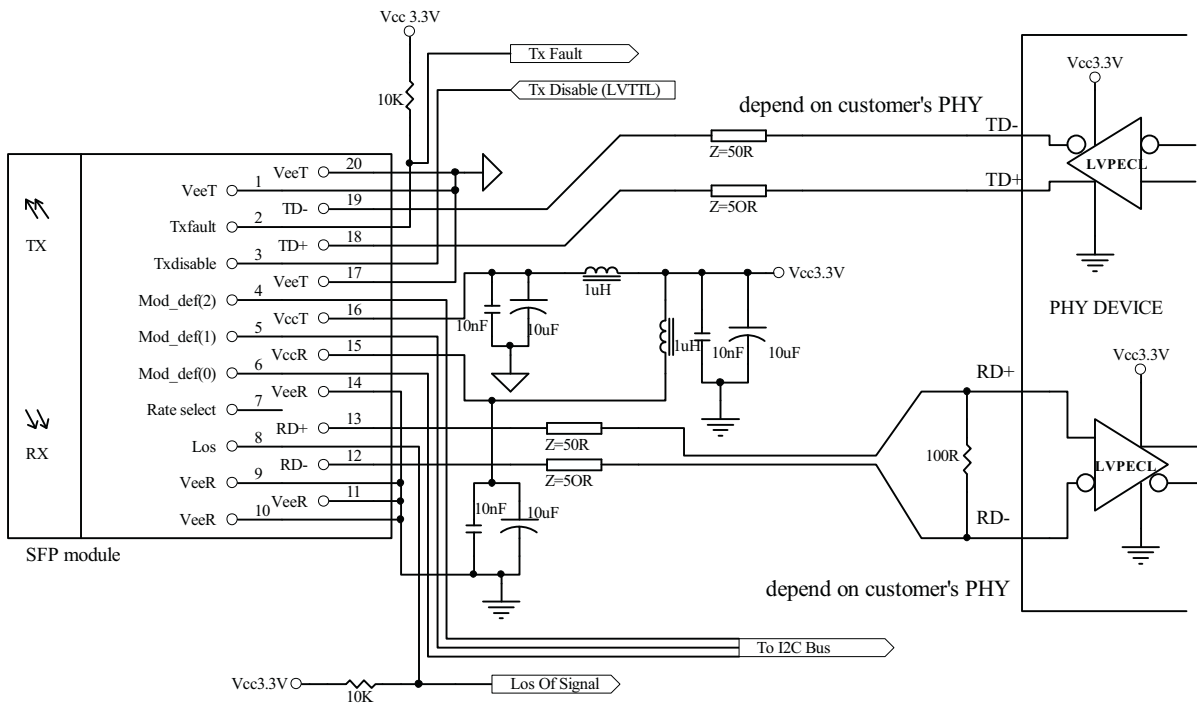 Vcc 3.3V
Tx Fault
Tx Disable (LVTTL)
10K
depend on customer's PHY
Vcc3.3V
TD-
Z=50R
LVPECL
TD+
Z=5OR
VeeT 20
VeeT 1
TD- 19
Txfault 2
TD+ 18
Txdisable 3
VeeT 17
Mod_def(2) 4
VccT 16
Mod_def(1) 5
VccR 15
Mod_def(0) 6
VeeR 14
Rate select 7
RD+ 13
Los 8
RD- 12
VeeR 9
VeeR 11
VeeR 10
TX
RX
SFP module
1uH
Vcc3.3V
10nF
10uF
1uH
10nF
10uF
PHY DEVICE
Vcc3.3V
RD+
Z=50R
Z=5OR
100R
LVPECL
10nF
10uF
RD-
depend on customer's PHY
To I2C Bus
Vcc3.3V
10K
Los Of Signal